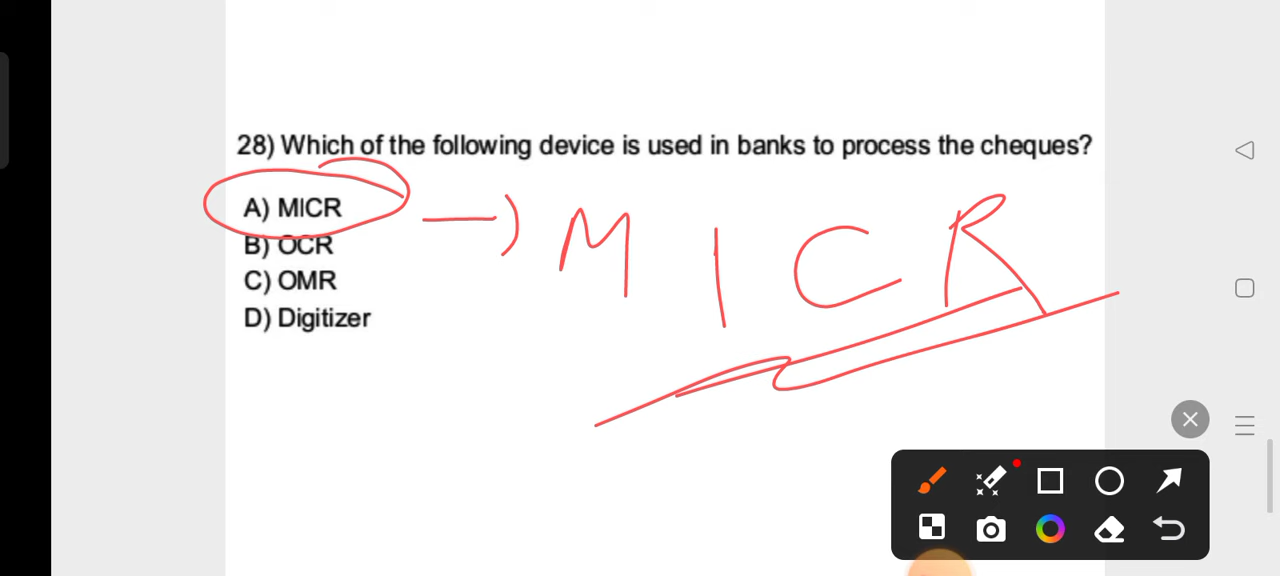 28) Which of the following device is used in banks to process the cheques?
A) MICR
MICR
B) OCR
C) OMR
D) Digitizer